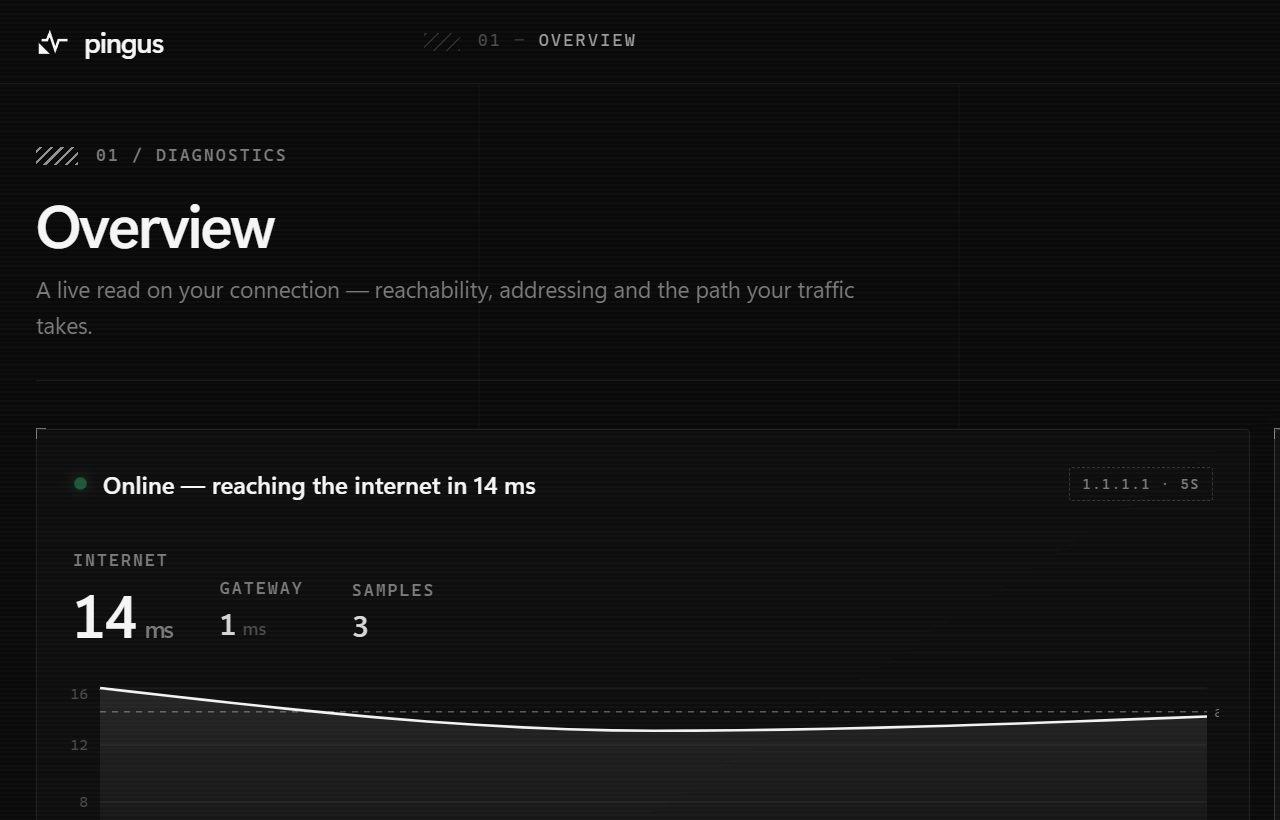 pingus
01 — OVERVIEW
01 / DIAGNOSTICS
Overview
A live read on your connection — reachability, addressing and the path your traffic
takes.
Online — reaching the internet in 14 ms
1.1.1.1 · 5S
INTERNET
14 ms
GATEWAY
1 ms
SAMPLES
3
16
12
8